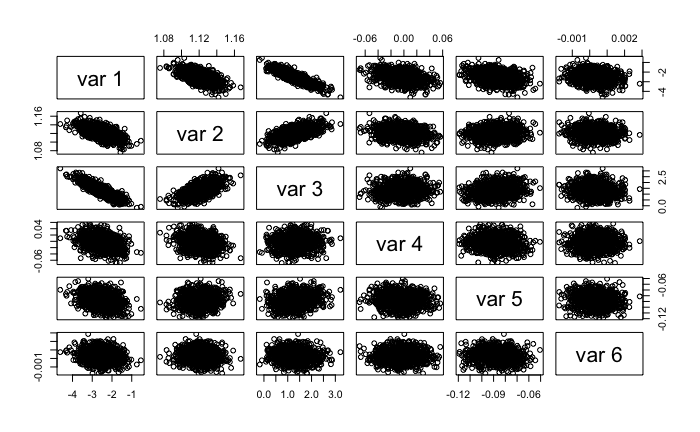 1.08 1.12 1.16 -0.06 0.00 0.06 -0.001 0.002
var 1 -4 -2
1.08 1.16 var 2
var 3 0.0 2.5
-0.06 0.04 var 4
var 5 -0.12 -0.06
-0.001 var 6
-4 -3 -2 -1 0.0 1.0 2.0 3.0 -0.12 -0.09 -0.06